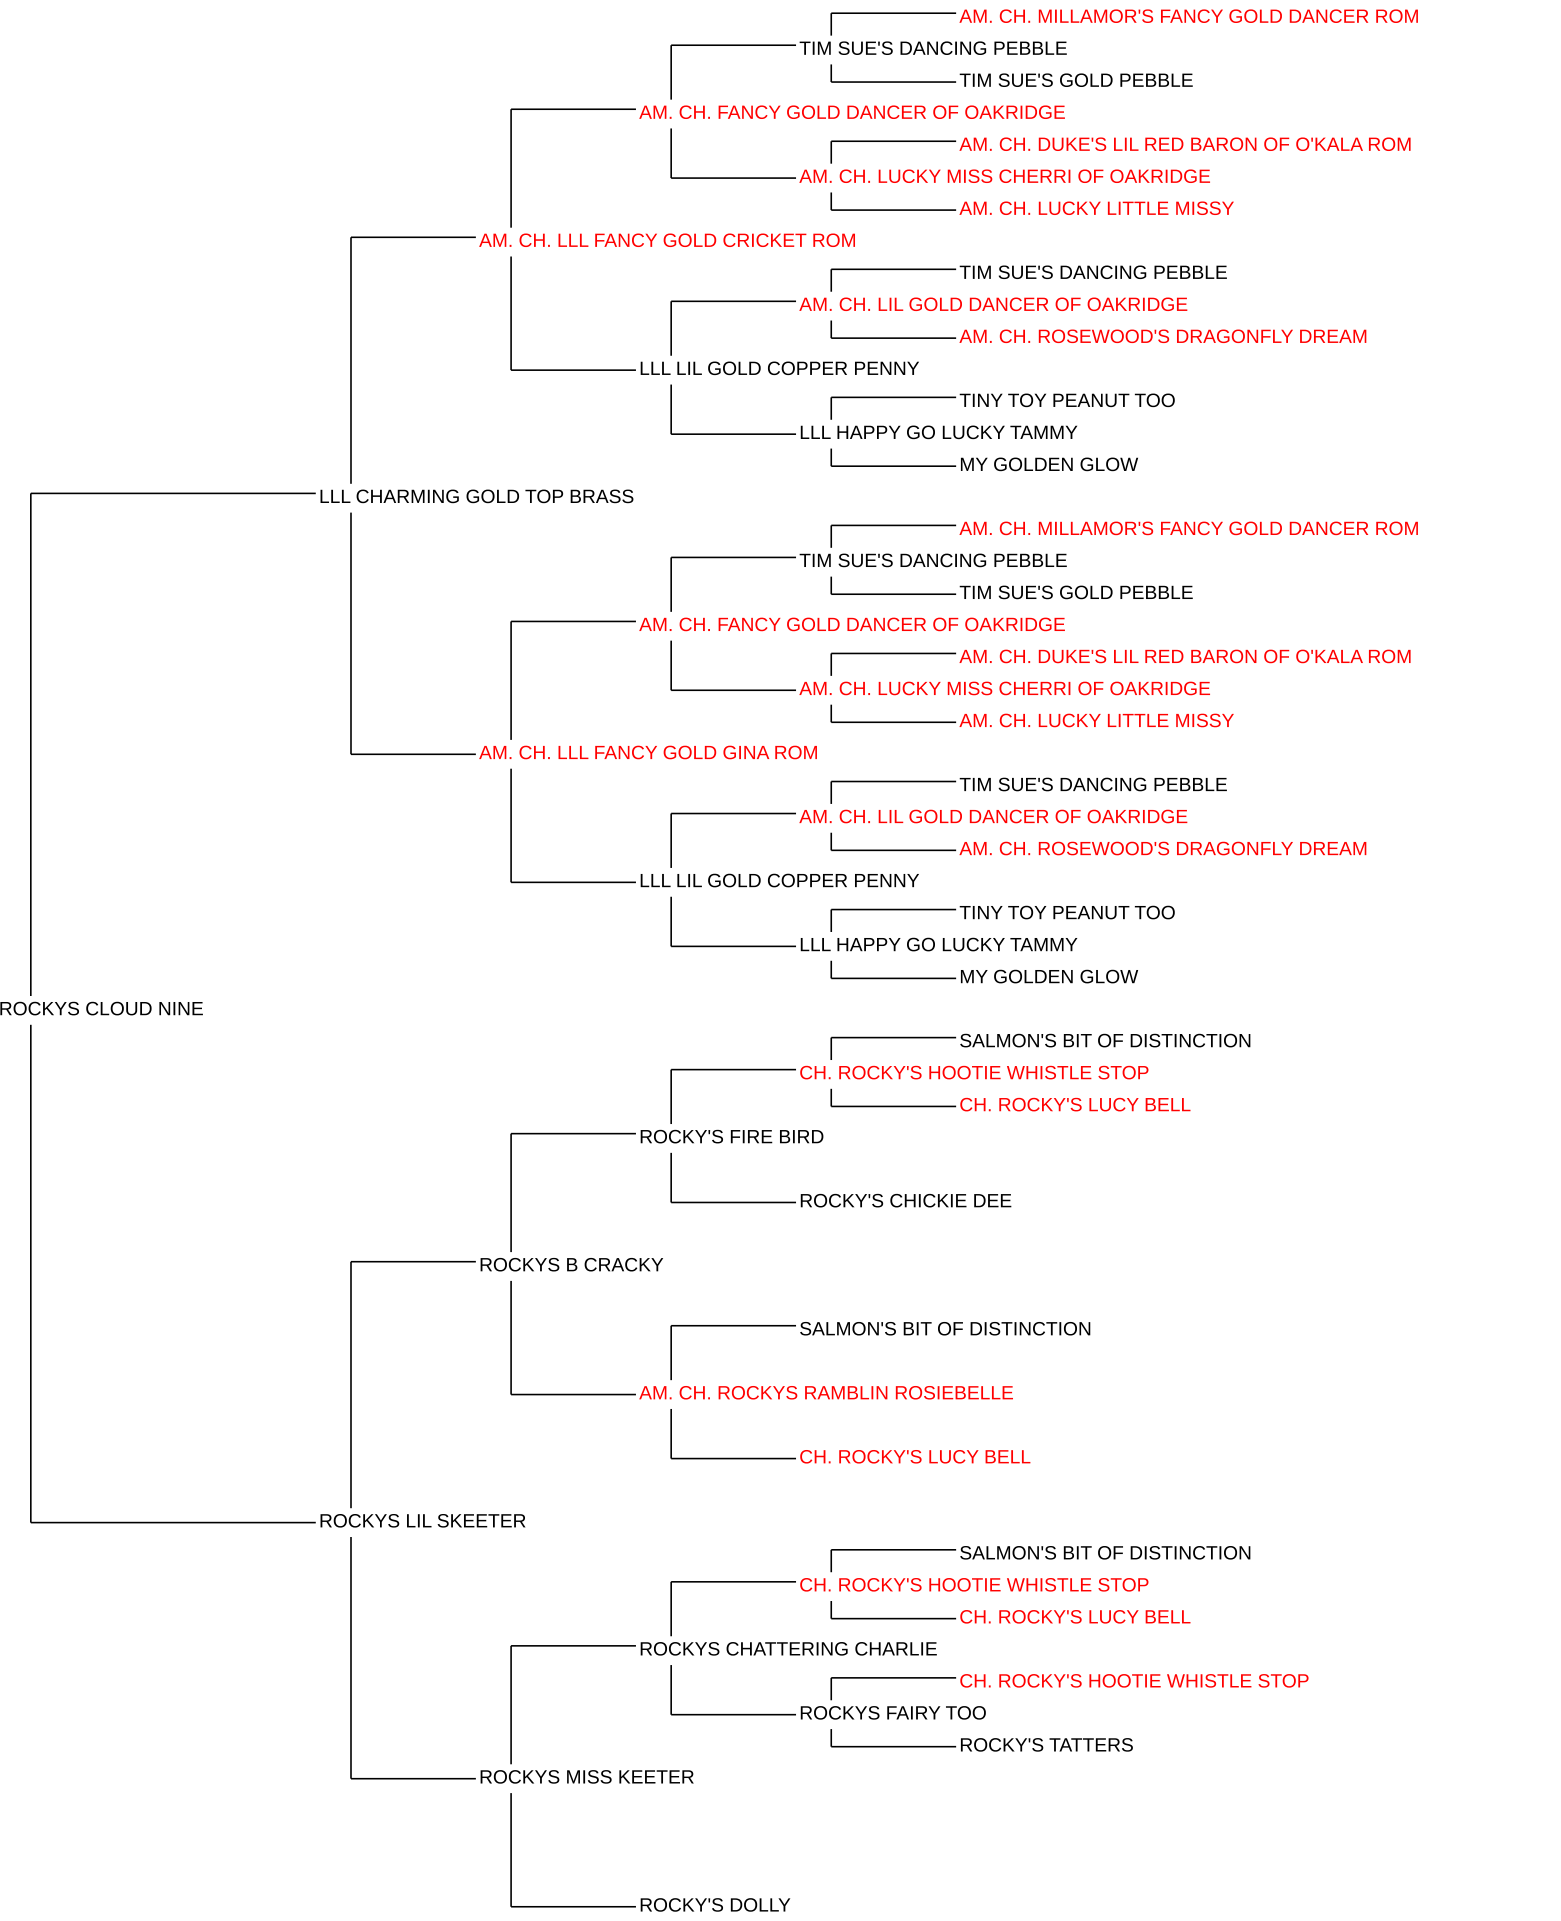 AM. CH. MILLAMOR'S FANCY GOLD DANCER ROM
TIM SUE'S DANCING PEBBLE
TIM SUE'S GOLD PEBBLE
AM. CH. FANCY GOLD DANCER OF OAKRIDGE
AM. CH. DUKE'S LIL RED BARON OF O'KALA ROM
AM. CH. LUCKY MISS CHERRI OF OAKRIDGE
AM. CH. LUCKY LITTLE MISSY
AM. CH. LLL FANCY GOLD CRICKET ROM
TIM SUE'S DANCING PEBBLE
AM. CH. LIL GOLD DANCER OF OAKRIDGE
AM. CH. ROSEWOOD'S DRAGONFLY DREAM
LLL LIL GOLD COPPER PENNY
TINY TOY PEANUT TOO
LLL HAPPY GO LUCKY TAMMY
MY GOLDEN GLOW
LLL CHARMING GOLD TOP BRASS
AM. CH. MILLAMOR'S FANCY GOLD DANCER ROM
TIM SUE'S DANCING PEBBLE
TIM SUE'S GOLD PEBBLE
AM. CH. FANCY GOLD DANCER OF OAKRIDGE
AM. CH. DUKE'S LIL RED BARON OF O'KALA ROM
AM. CH. LUCKY MISS CHERRI OF OAKRIDGE
AM. CH. LUCKY LITTLE MISSY
AM. CH. LLL FANCY GOLD GINA ROM
TIM SUE'S DANCING PEBBLE
AM. CH. LIL GOLD DANCER OF OAKRIDGE
AM. CH. ROSEWOOD'S DRAGONFLY DREAM
LLL LIL GOLD COPPER PENNY
TINY TOY PEANUT TOO
LLL HAPPY GO LUCKY TAMMY
MY GOLDEN GLOW
ROCKYS CLOUD NINE
SALMON'S BIT OF DISTINCTION
CH. ROCKY'S HOOTIE WHISTLE STOP
CH. ROCKY'S LUCY BELL
ROCKY'S FIRE BIRD
ROCKY'S CHICKIE DEE
ROCKYS B CRACKY
SALMON'S BIT OF DISTINCTION
AM. CH. ROCKYS RAMBLIN ROSIEBELLE
CH. ROCKY'S LUCY BELL
ROCKYS LIL SKEETER
SALMON'S BIT OF DISTINCTION
CH. ROCKY'S HOOTIE WHISTLE STOP
CH. ROCKY'S LUCY BELL
ROCKYS CHATTERING CHARLIE
CH. ROCKY'S HOOTIE WHISTLE STOP
ROCKYS FAIRY TOO
ROCKY'S TATTERS
ROCKYS MISS KEETER
ROCKY'S DOLLY